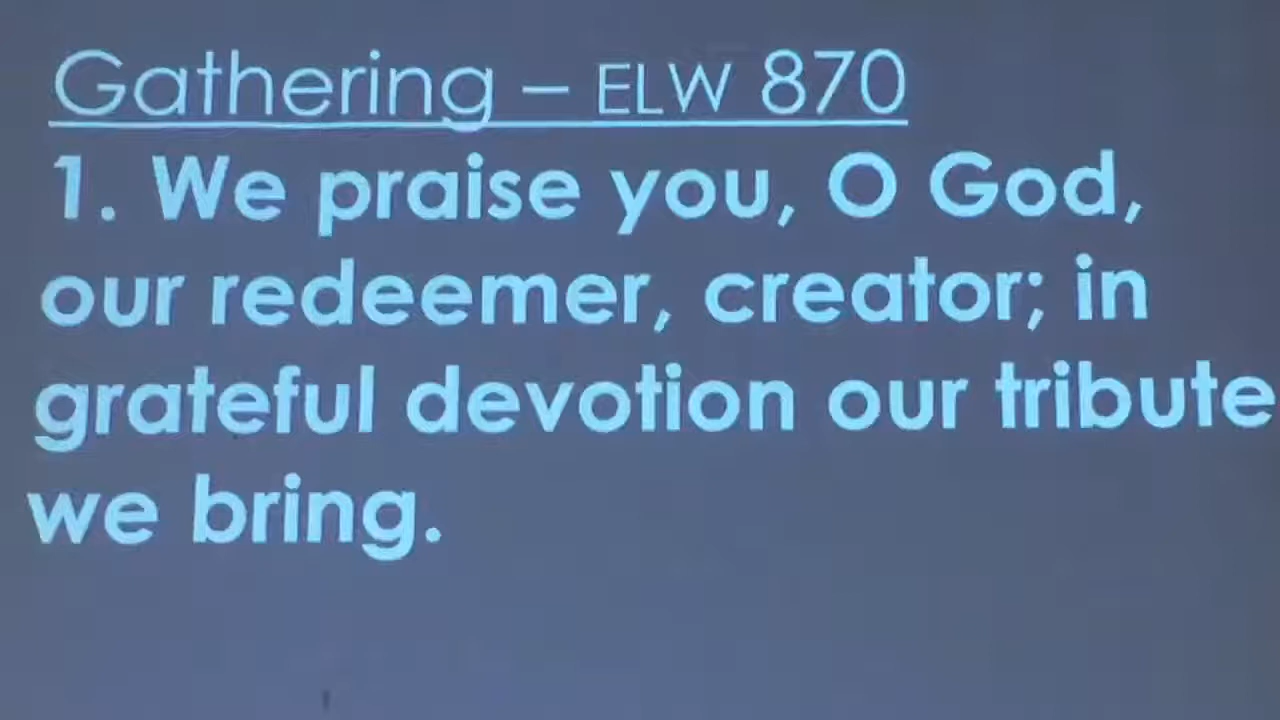 Gathering – ELW 870
1. We praise you, O God,
our redeemer, creator; in
grateful devotion our tribute
we bring.